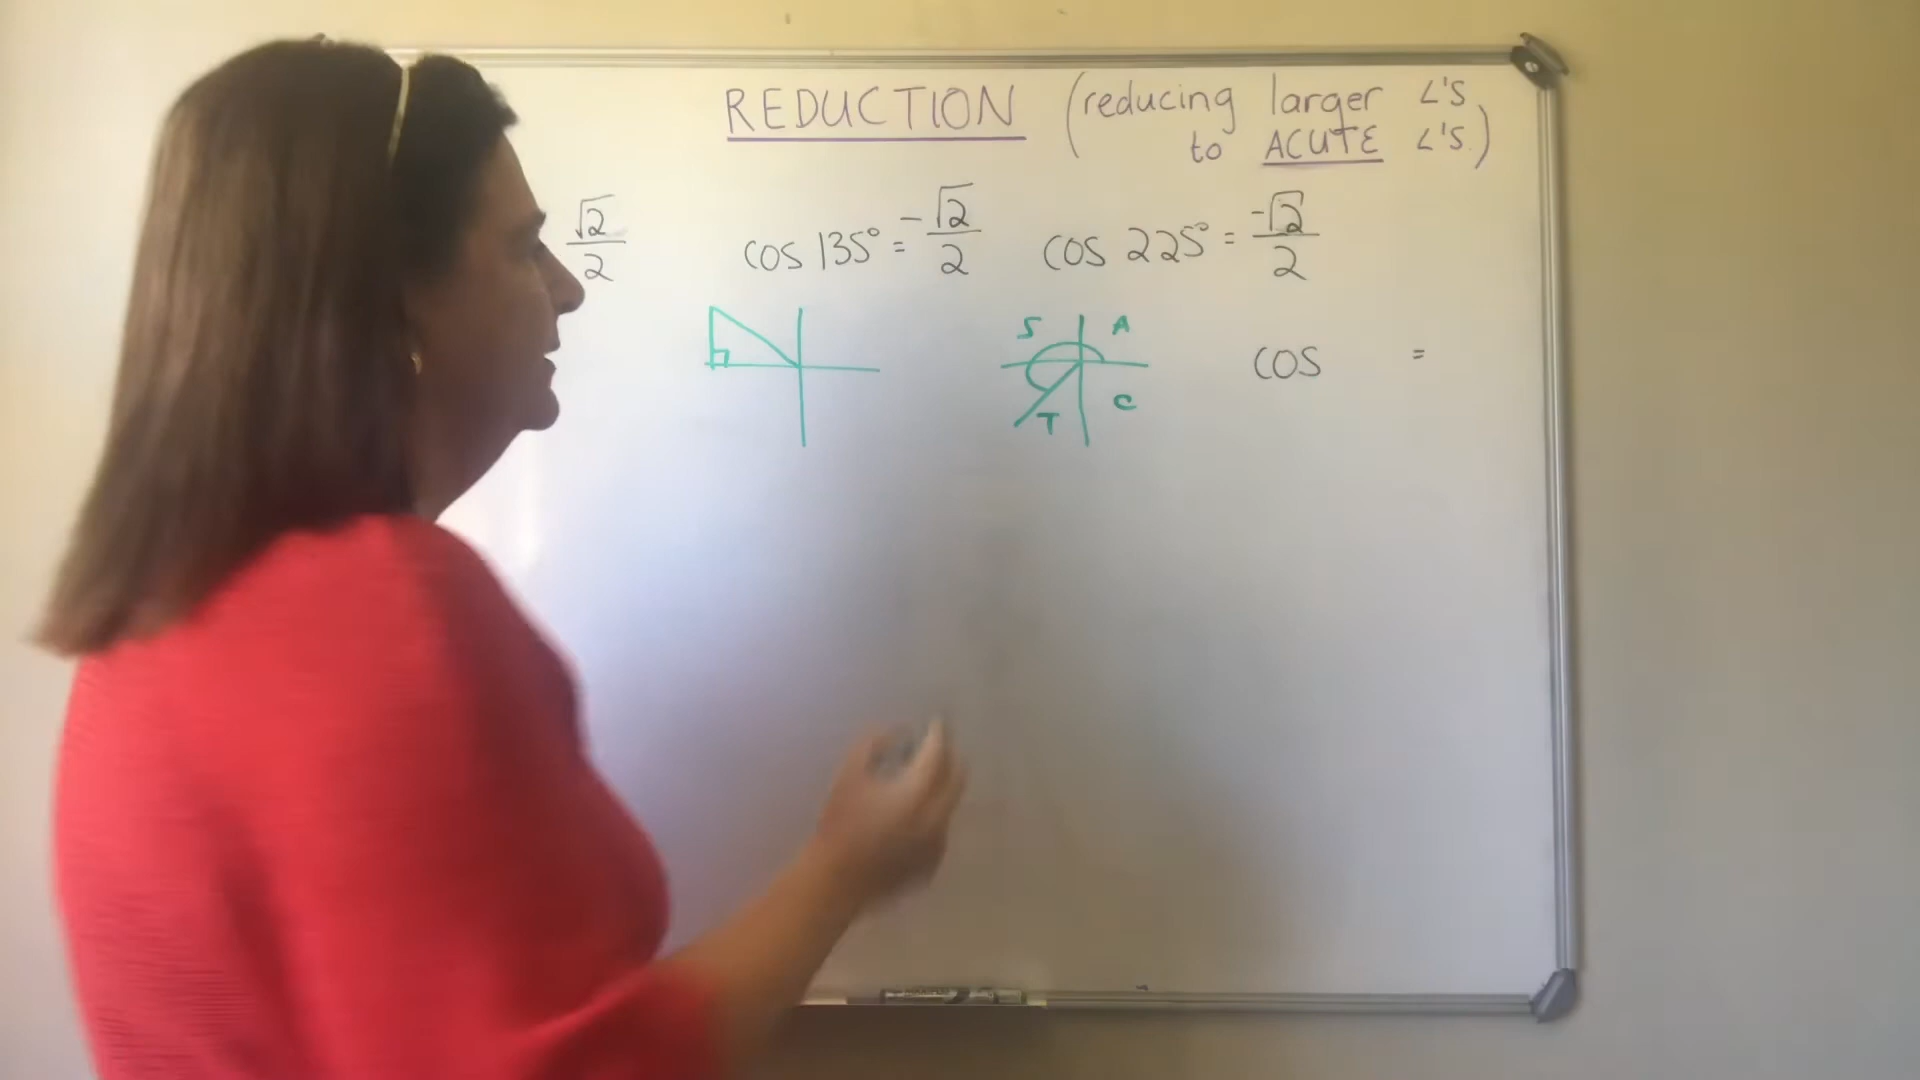 REDUCTION (reducing larger ∠'S
to ACUTE ∠'S.)
√2/2 cos 135° = -√2/2 cos 225° = -√2/2
S A
T C
cos =